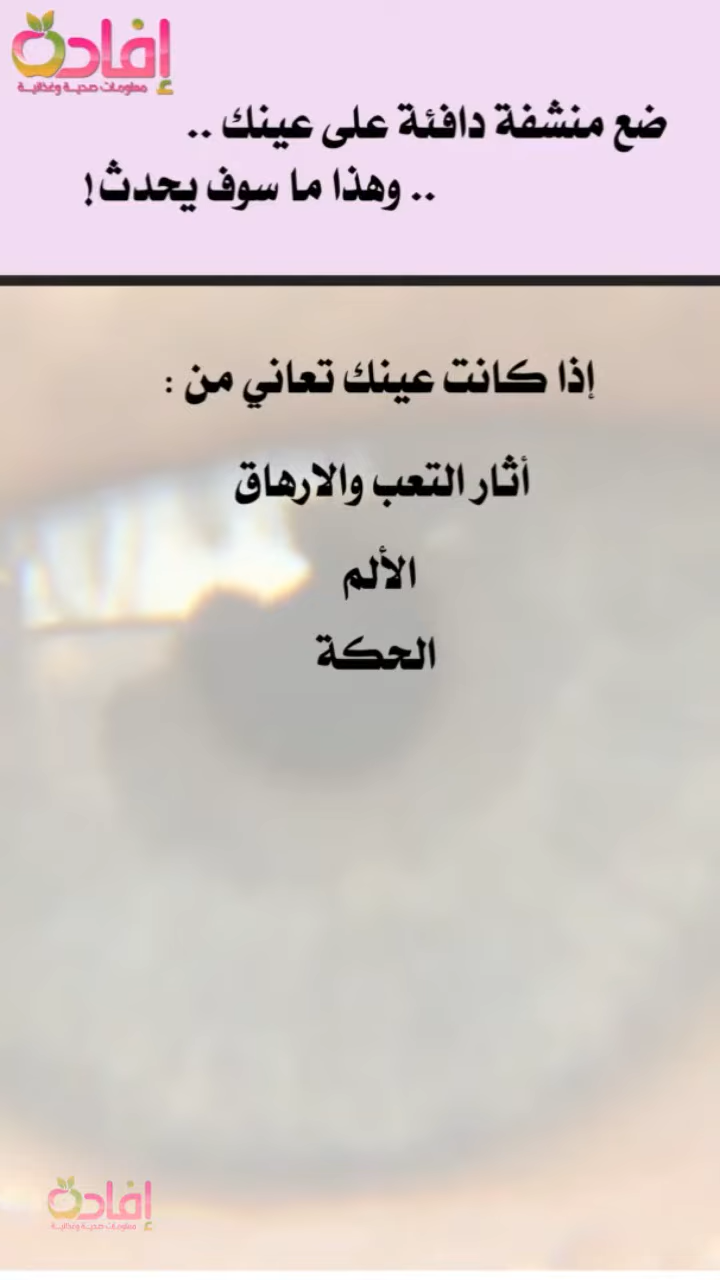 إفادة
معلومات صحية وغذائية
ضع منشفة دافئة على عينك ..
.. وهذا ما سوف يحدث!
إذا كانت عينك تعاني من :
أثار التعب والارهاق
الألم
الحكة
إفادة
معلومات صحية وغذائية